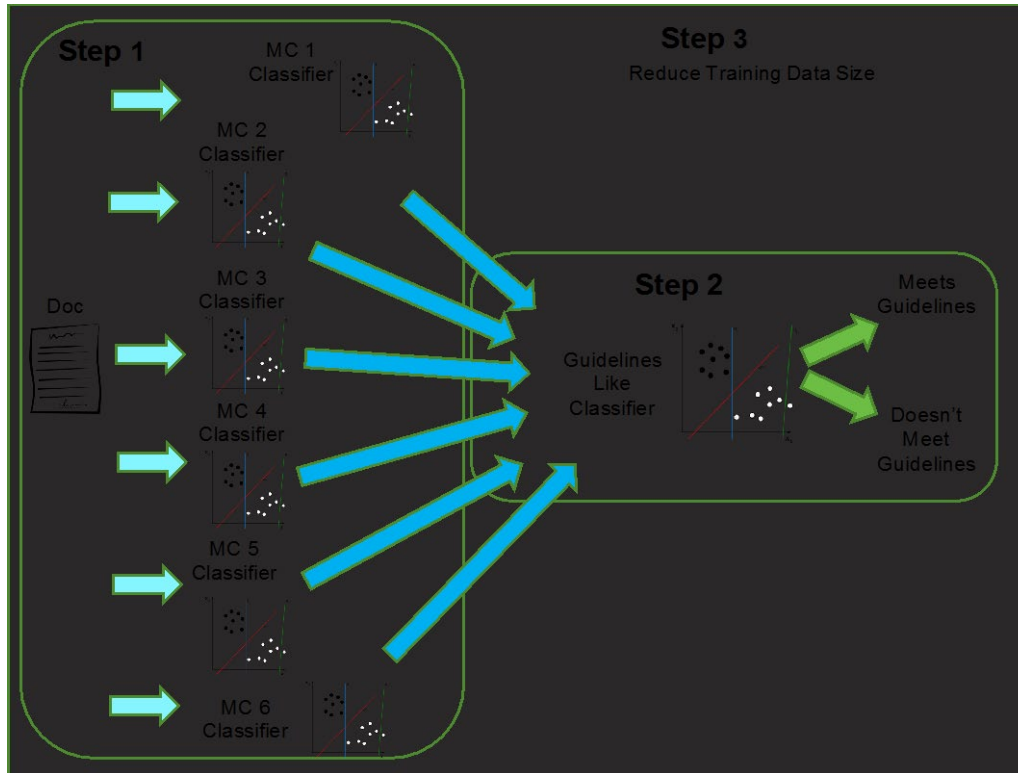 Step 1
MC 1
Classifier
MC 2
Classifier
MC 3
Classifier
Doc
MC 4
Classifier
MC 5
Classifier
MC 6
Classifier
Step 3
Reduce Training Data Size
Step 2
Guidelines
Like
Classifier
Meets
Guidelines
Doesn't
Meet
Guidelines